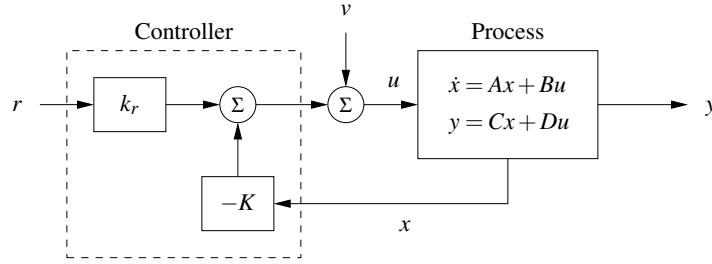 Controller
v
Process
r
k_r
Σ
Σ
u
ẋ = Ax + Bu
y = Cx + Du
y
−K
x